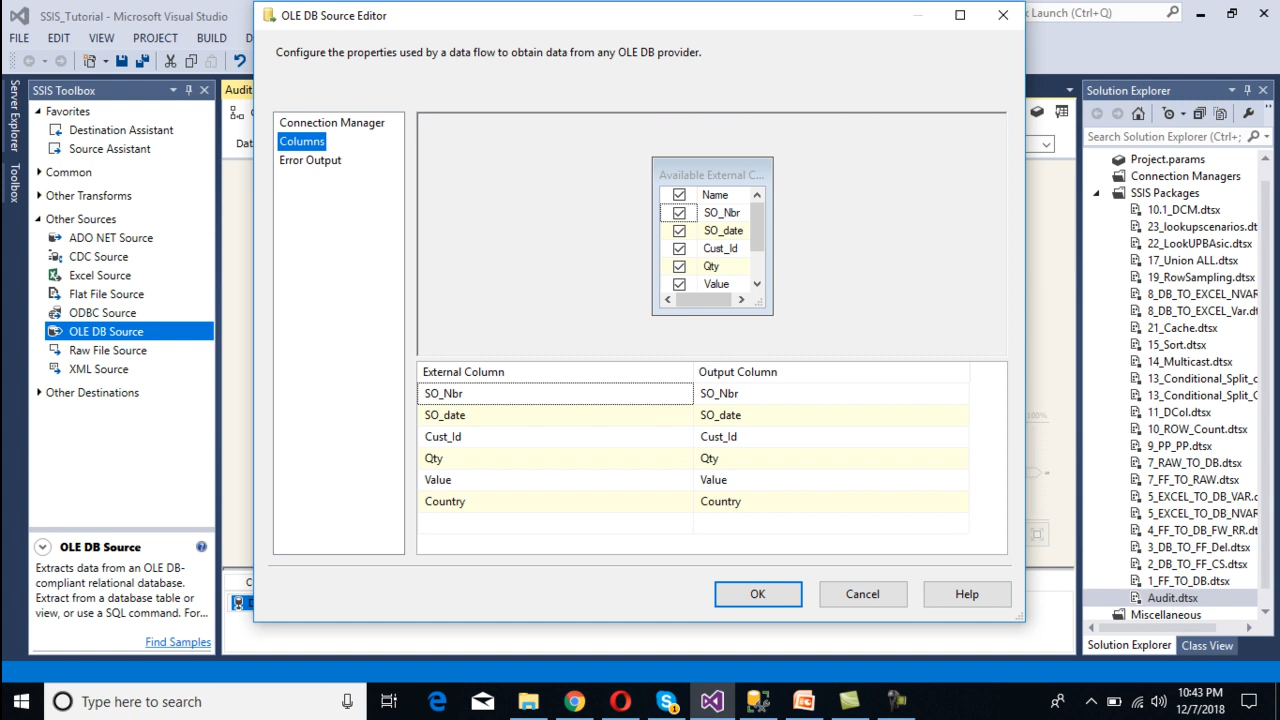 SSIS_Tutorial - Microsoft Visual Studio
OLE DB Source Editor
Launch (Ctrl+Q)
FILE EDIT VIEW PROJECT BUILD
Configure the properties used by a data flow to obtain data from any OLE DB provider.
Server Explorer
Toolbox
SSIS Toolbox
Favorites
Destination Assistant
Source Assistant
Common
Other Transforms
Other Sources
ADO NET Source
CDC Source
Excel Source
Flat File Source
ODBC Source
OLE DB Source
Raw File Source
XML Source
Other Destinations
OLE DB Source
Extracts data from an OLE DB-
compliant relational database.
Extract from a database table or
view, or use a SQL command. For...
Find Samples
Audit
Dat
Connection Manager
Columns
Error Output
Available External C...
Name
SO_Nbr
SO_date
Cust_Id
Qty
Value
External Column Output Column
SO_Nbr SO_Nbr
SO_date SO_date
Cust_Id Cust_Id
Qty Qty
Value Value
Country Country
OK Cancel Help
100%
Solution Explorer
Search Solution Explorer (Ctrl+;
Project.params
Connection Managers
SSIS Packages
10.1_DCM.dtsx
23_lookupscenarios.dt
22_LookUPBAsic.dtsx
17_Union ALL.dtsx
19_RowSampling.dtsx
8_DB_TO_EXCEL_NVAR
8_DB_TO_EXCEL_Var.dt
21_Cache.dtsx
15_Sort.dtsx
14_Multicast.dtsx
13_Conditional_Split_C
13_Conditional_Split_c
11_DCol.dtsx
10_ROW_Count.dtsx
9_PP_PP.dtsx
7_RAW_TO_DB.dtsx
7_FF_TO_RAW.dtsx
5_EXCEL_TO_DB_VAR.c
5_EXCEL_TO_DB_NVAR
4_FF_TO_DB_FW_RR.dt
3_DB_TO_FF_Del.dtsx
2_DB_TO_FF_CS.dtsx
1_FF_TO_DB.dtsx
Audit.dtsx
Miscellaneous
Solution Explorer Class View
Type here to search
10:43 PM
12/7/2018